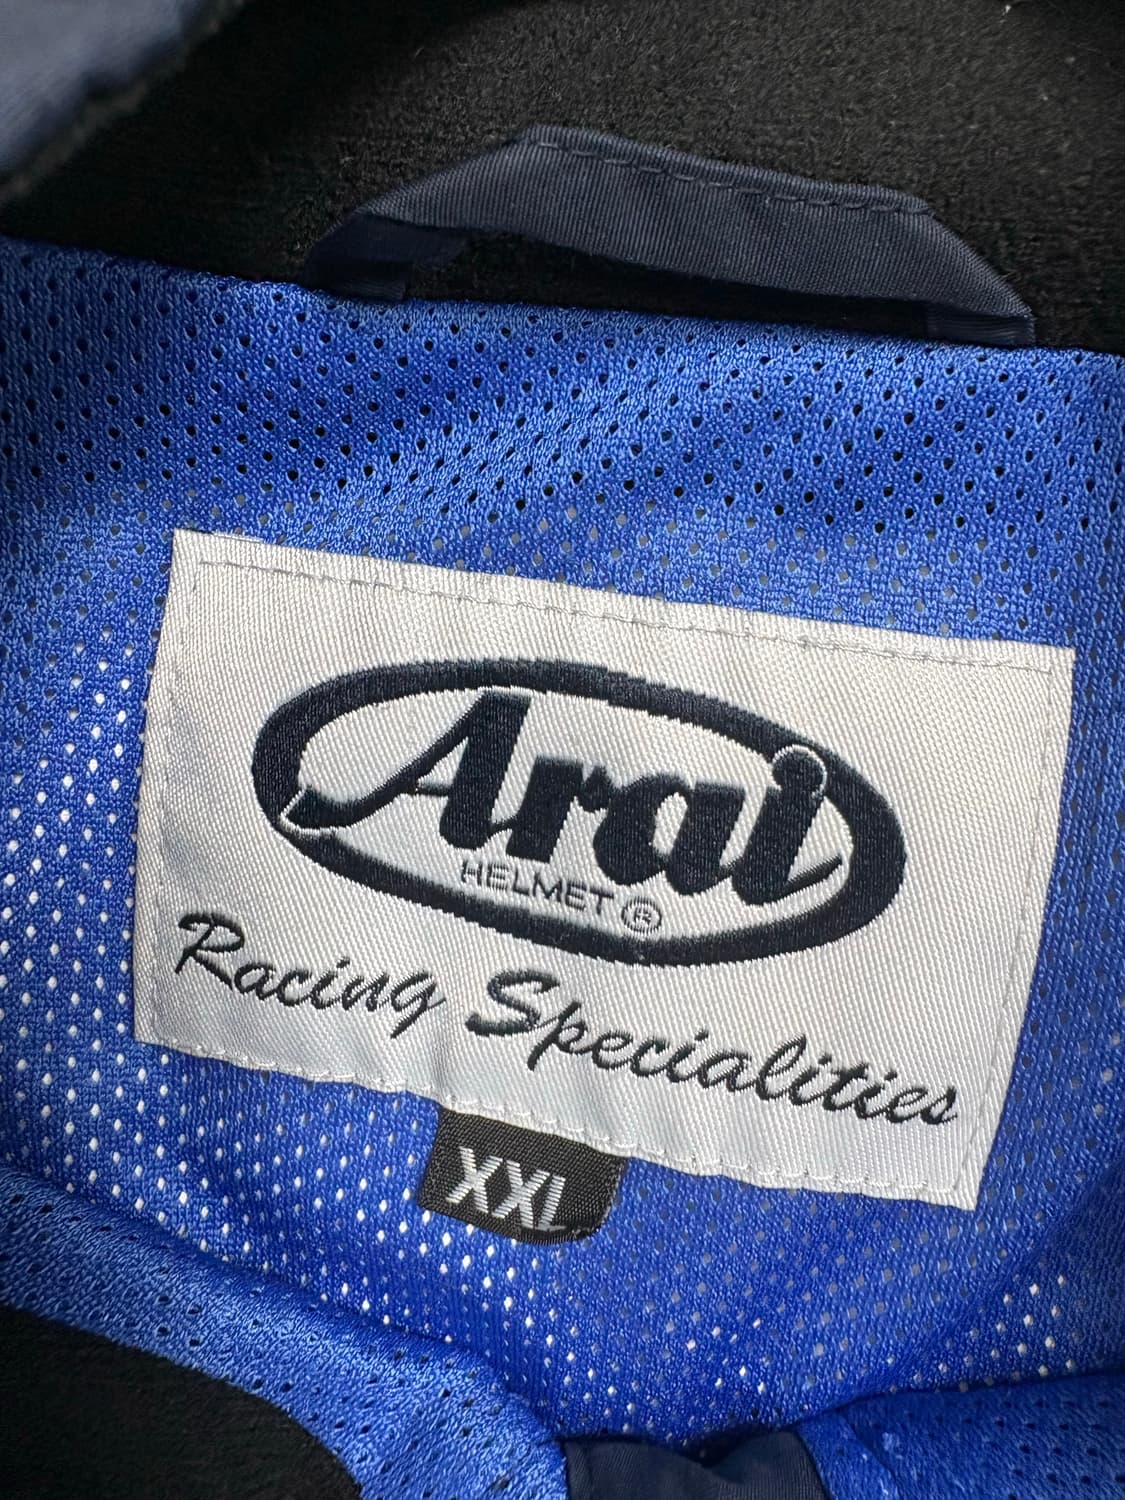 Arai
HELMET ®
Racing Specialities
XXL